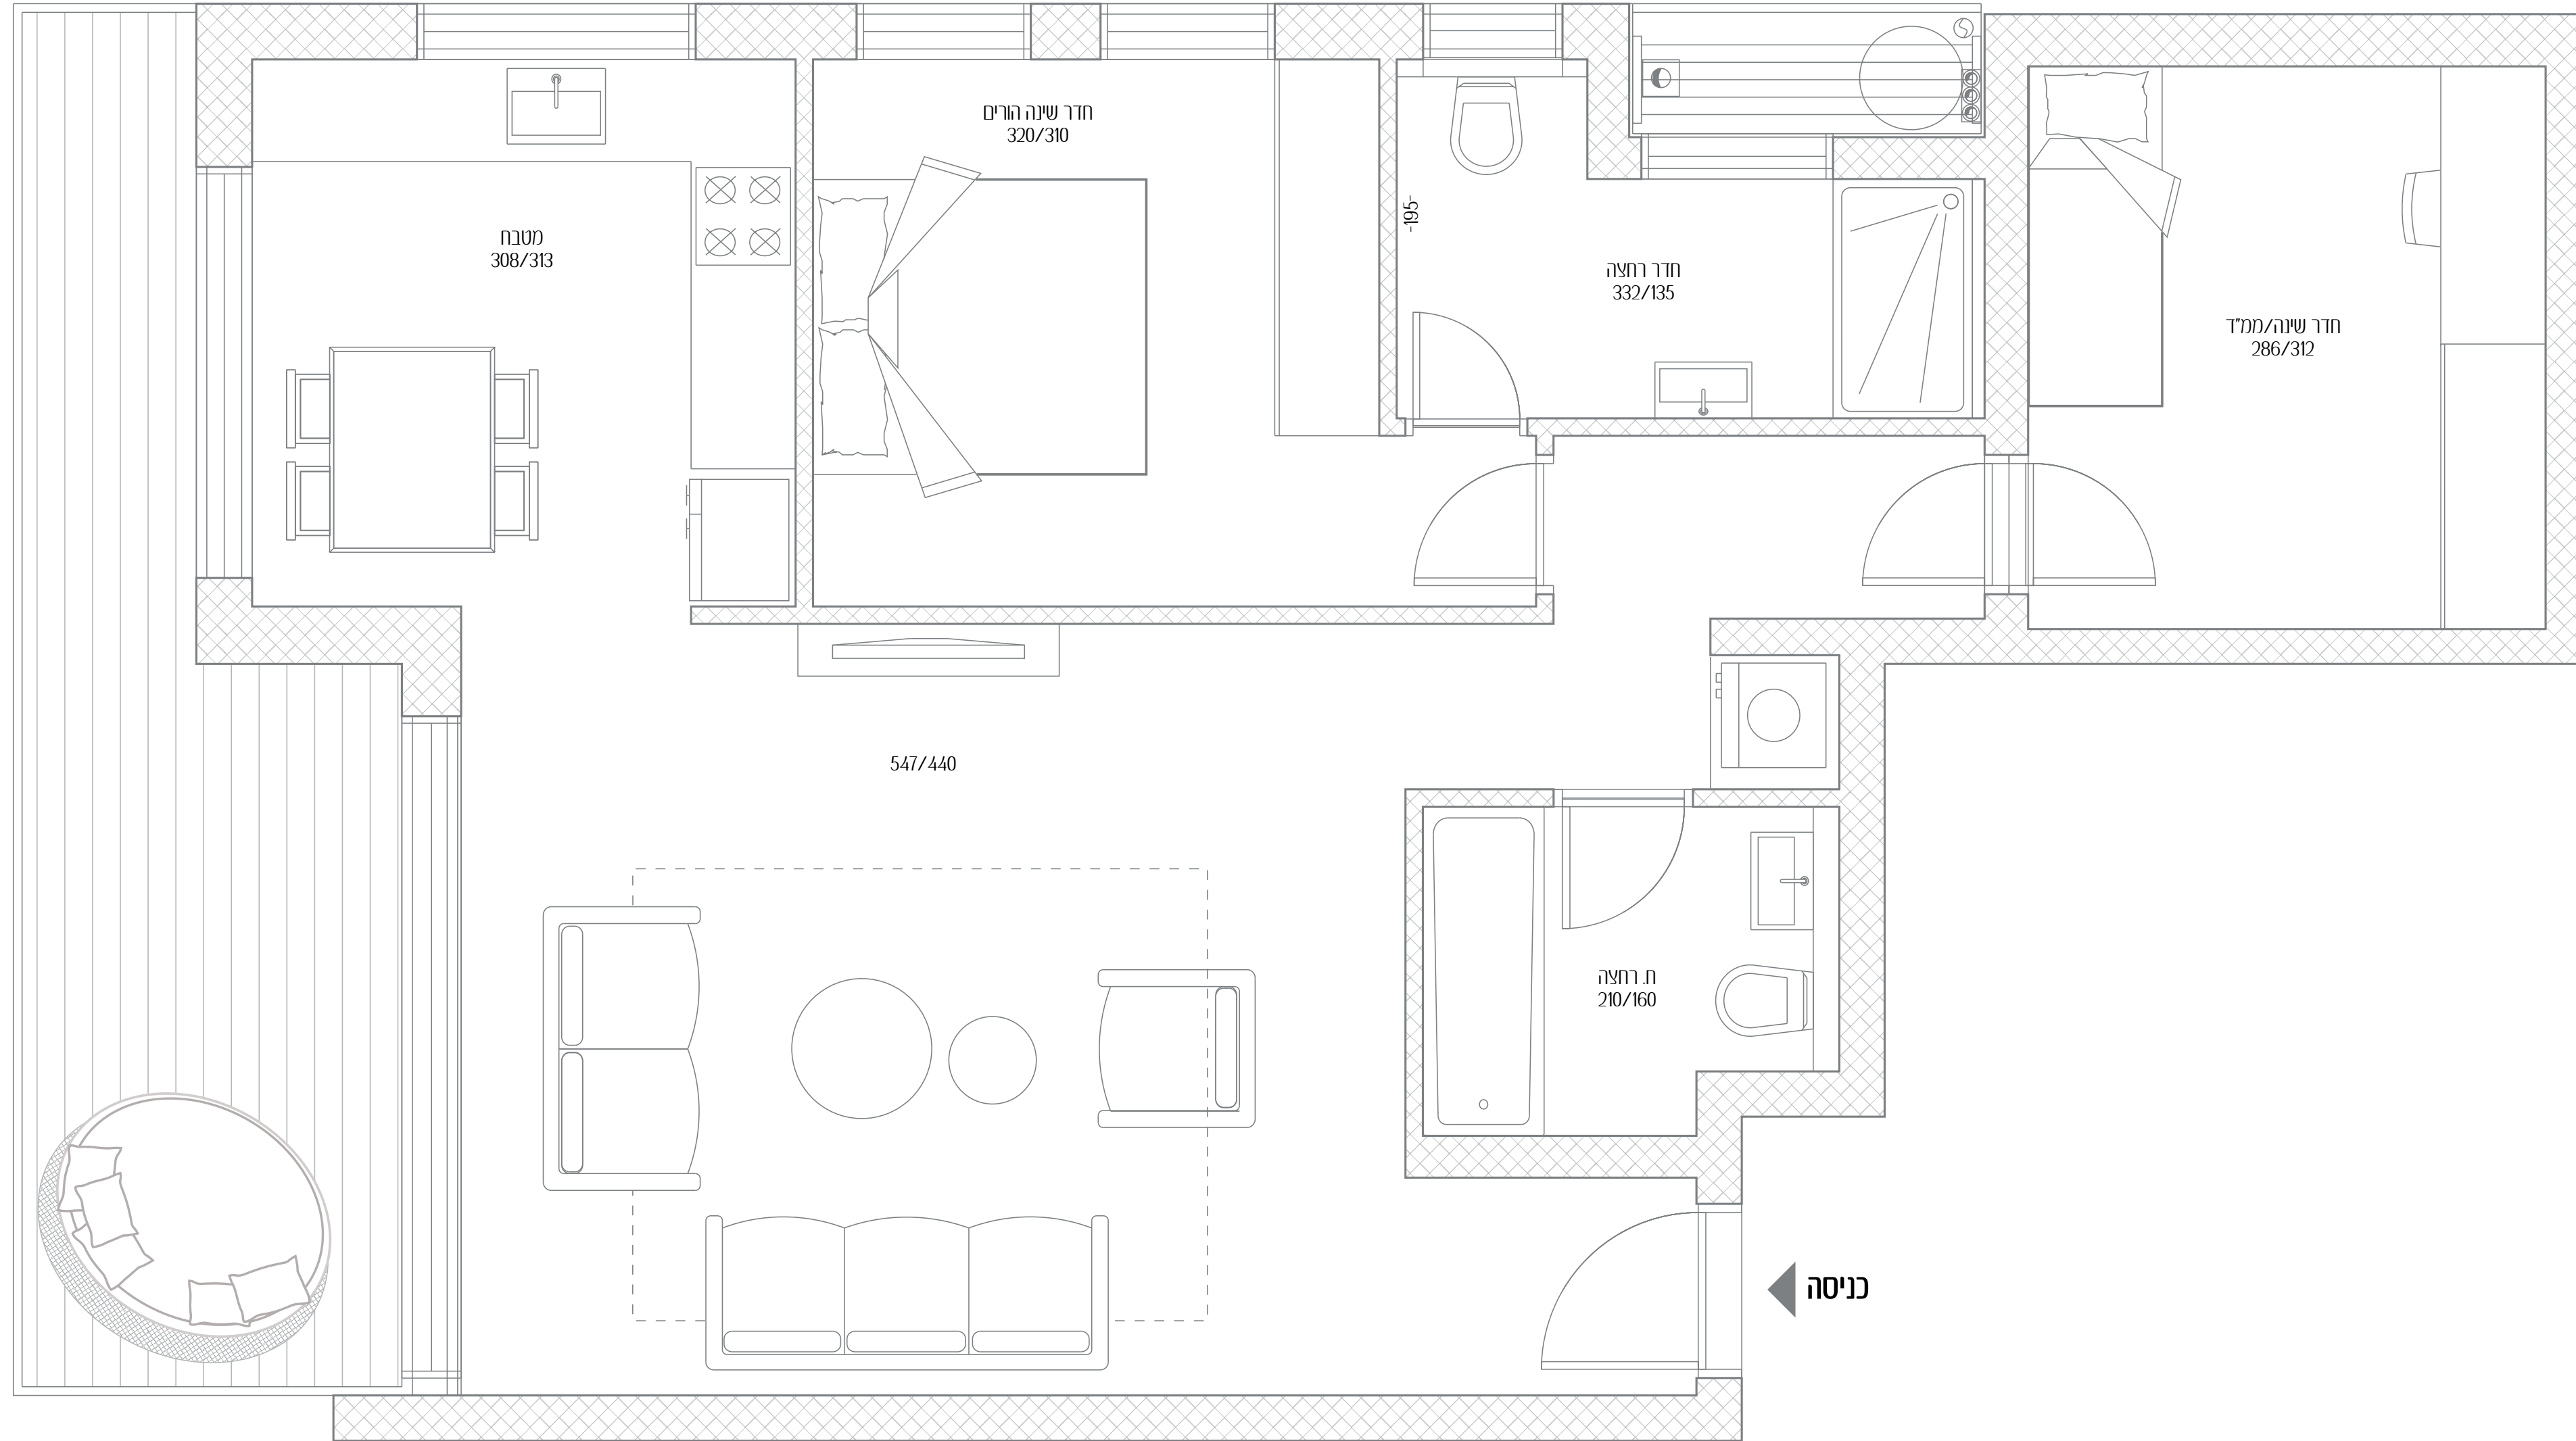 חדר שינה הורים
320/310
מטבח
308/313
-195-
חדר רחצה
332/135
חדר שינה/ממ"ד
286/312
547/440
ח. רחצה
210/160
כניסה